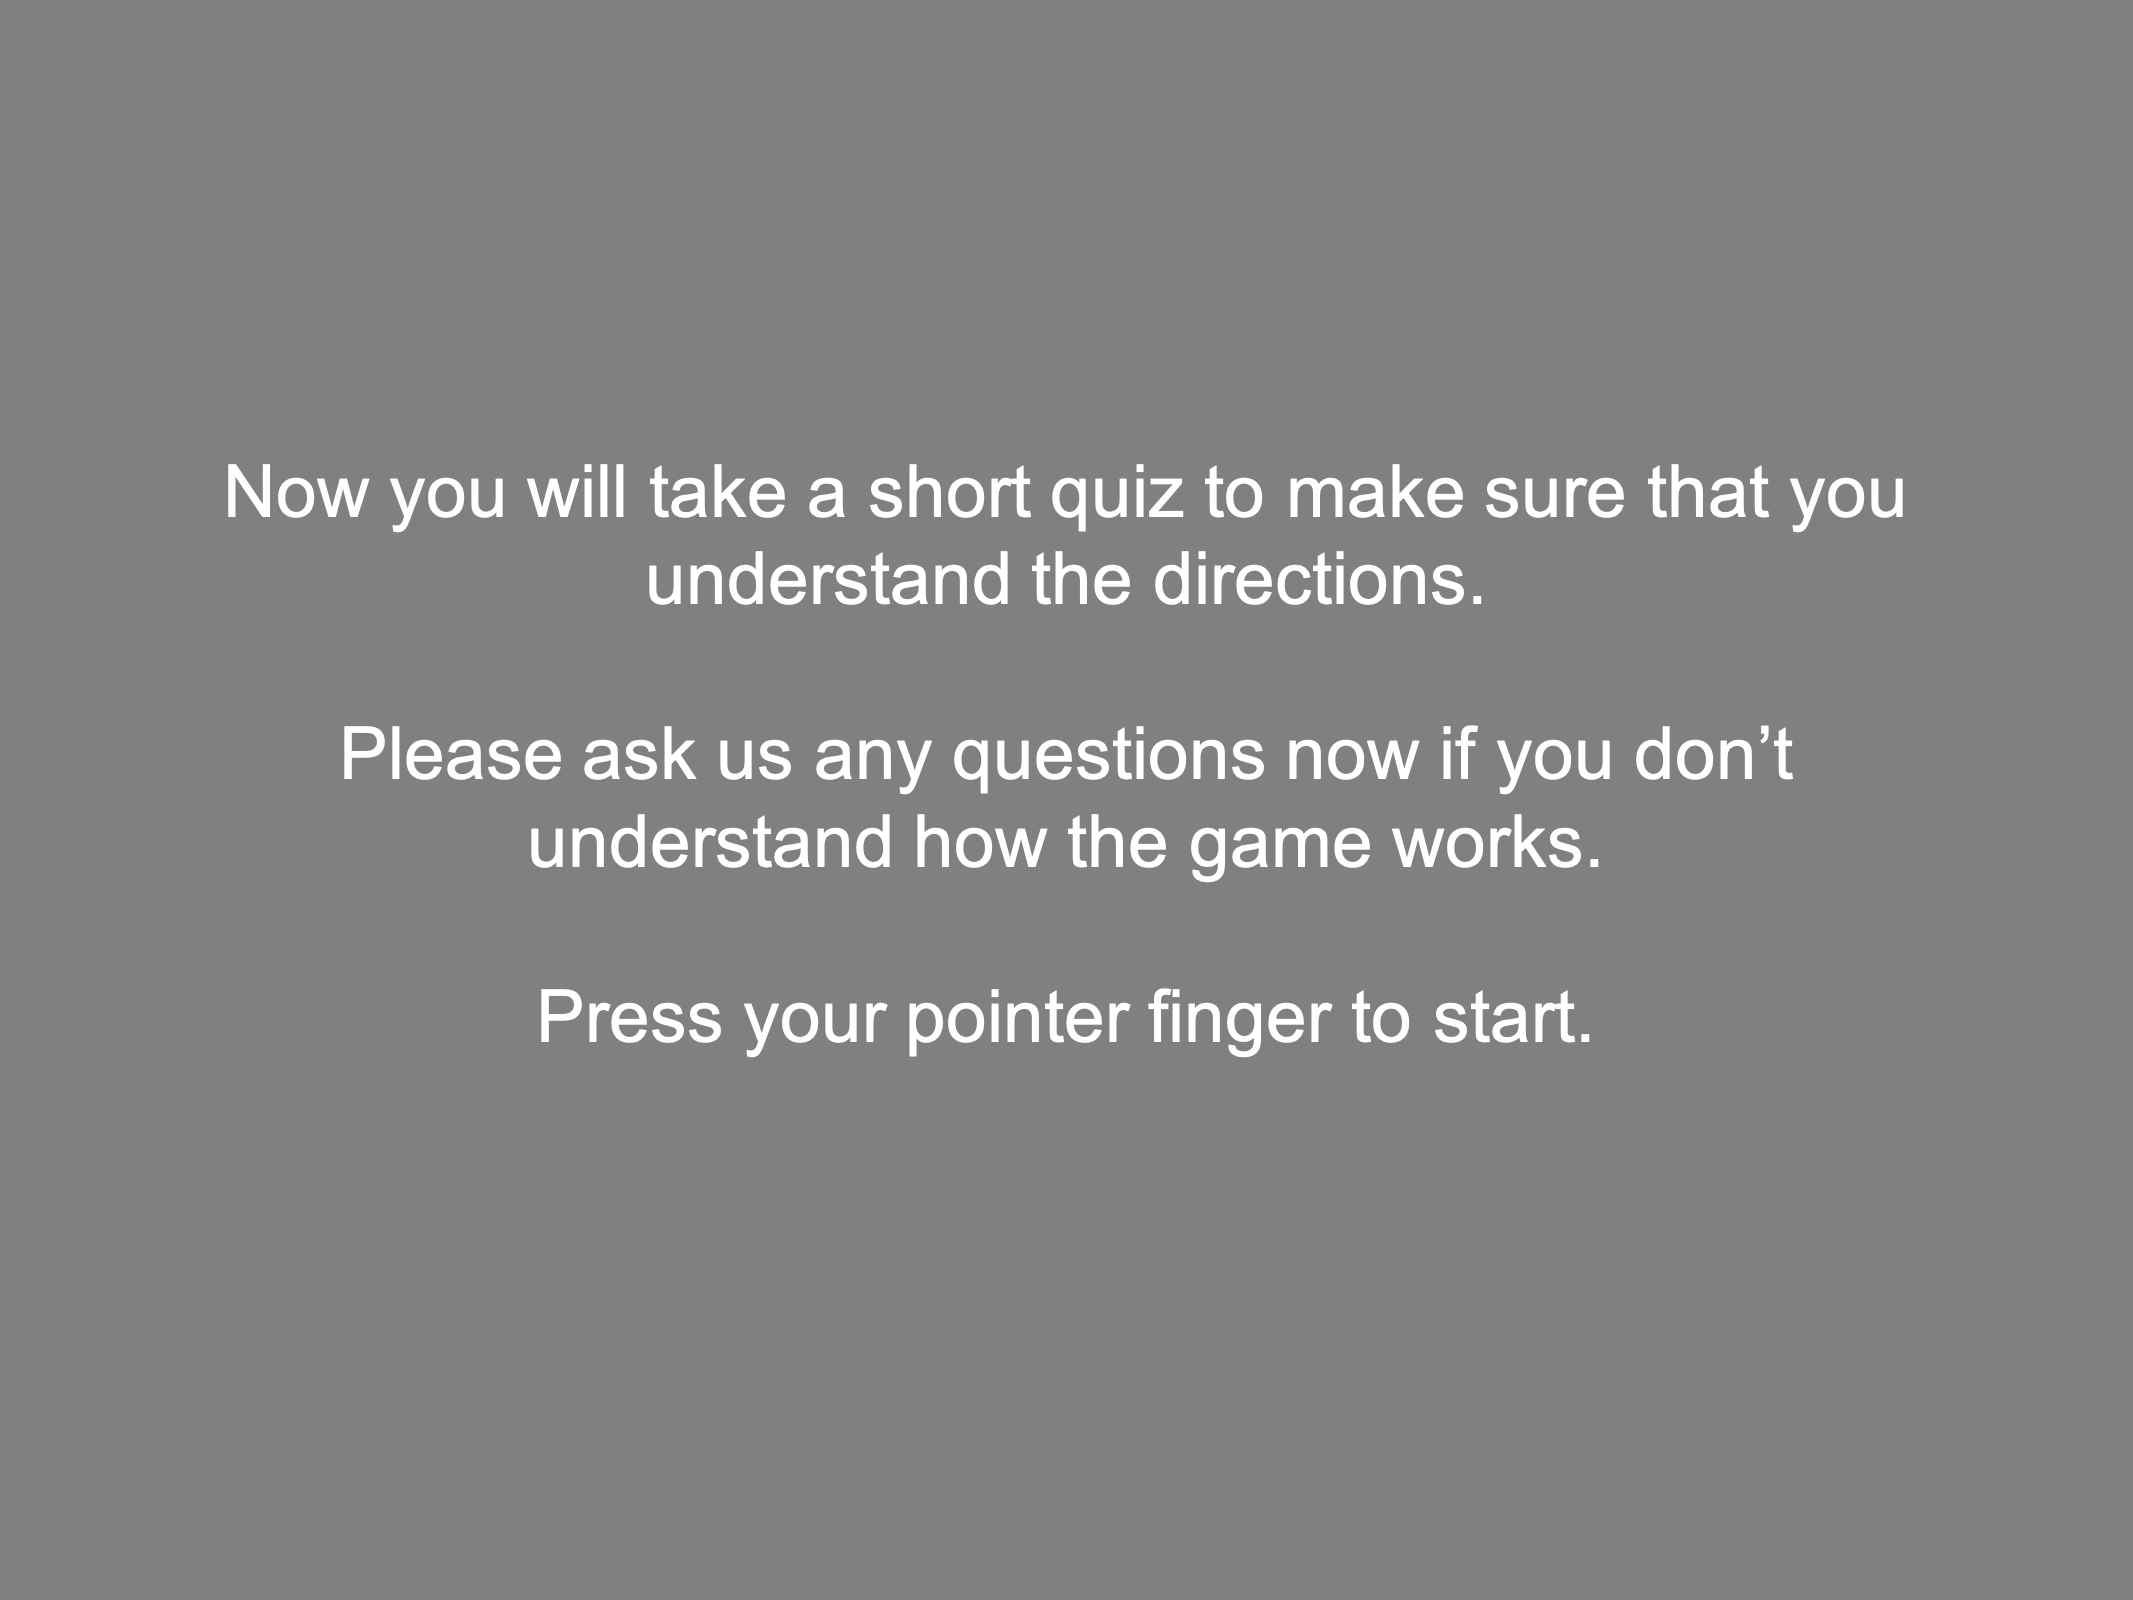 Now you will take a short quiz to make sure that you
understand the directions.
Please ask us any questions now if you don’t
understand how the game works.
Press your pointer finger to start.